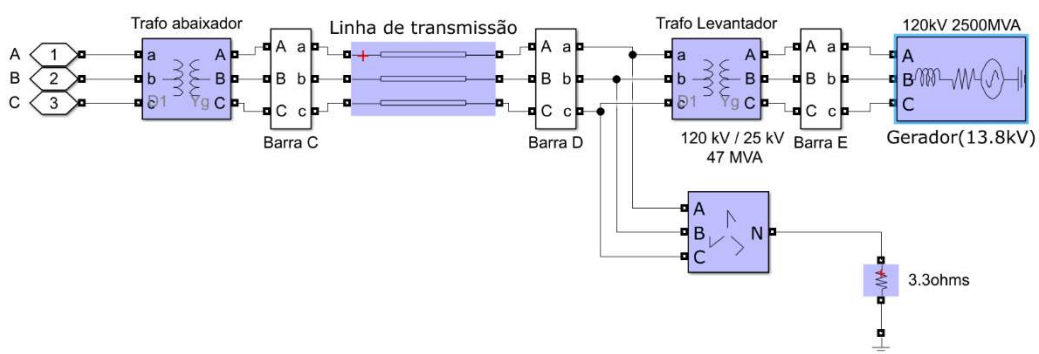 Trafo abaixador
Linha de transmissão
Trafo Levantador
120kV 2500MVA
A 1 a A A a A a a A A a A
B 2 b B B b B b b B B b B
C 3 c C C c C c c C C c C
D1 Yg
D1 Yg
Barra C
Barra D
120 kV / 25 kV
47 MVA
Barra E
Gerador(13.8kV)
A
B N
C
3.3ohms